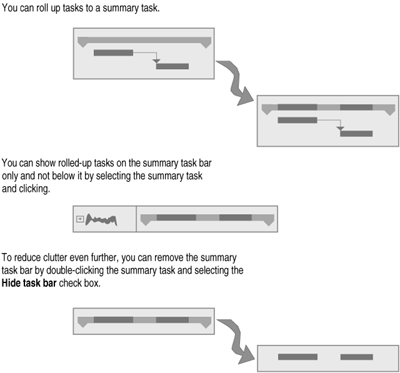 You can roll up tasks to a summary task.
You can show rolled-up tasks on the summary task bar
only and not below it by selecting the summary task
and clicking.
To reduce clutter even further, you can remove the summary
task bar by double-clicking the summary task and selecting the
Hide task bar check box.